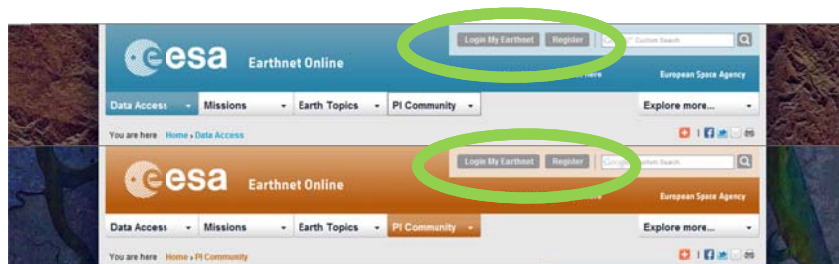 Login My Earthnet Register Custom Search
esa Earthnet Online
here European Space Agency
Data Access Missions Earth Topics PI Community Explore more...
You are here Home › Data Access
Login My Earthnet Register Custom Search
esa Earthnet Online
European Space Agency
Data Access Missions Earth Topics PI Community Explore more...
You are here Home › PI Community